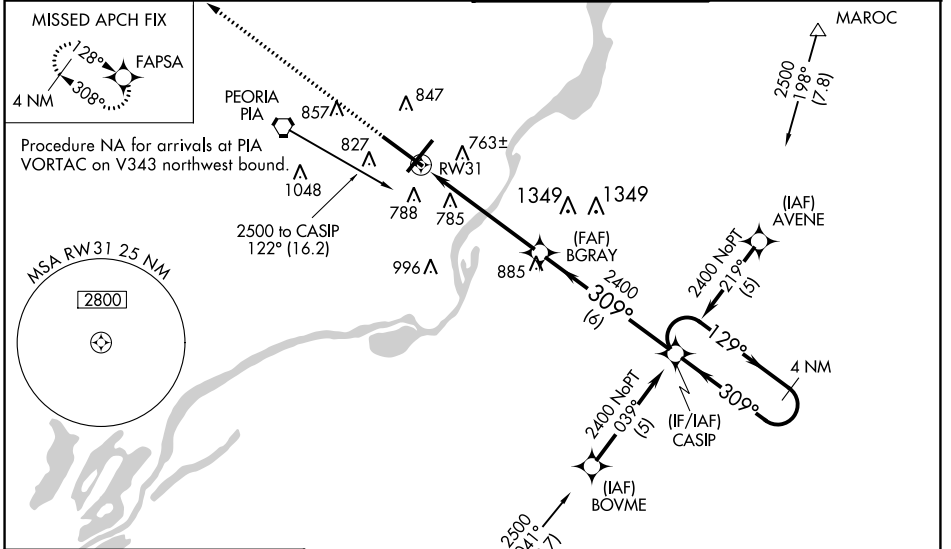 MISSED APCH FIX
128°
FAPSA
308°
4 NM
Procedure NA for arrivals at PIA
VORTAC on V343 northwest bound.
PEORIA
PIA
857
847
827
763±
RW31
1048
788
785
2500 to CASIP
122° (16.2)
996
885
1349
1349
MAROC
2500
198°
(7.8)
(IAF)
AVENE
2400 NoPT
219°
(5)
(FAF)
BGRAY
2400
309°
(6)
129°
4 NM
309°
(IF/IAF)
CASIP
2400 NoPT
039°
(5)
(IAF)
BOVME
2500
MSA RW31 25 NM
2800